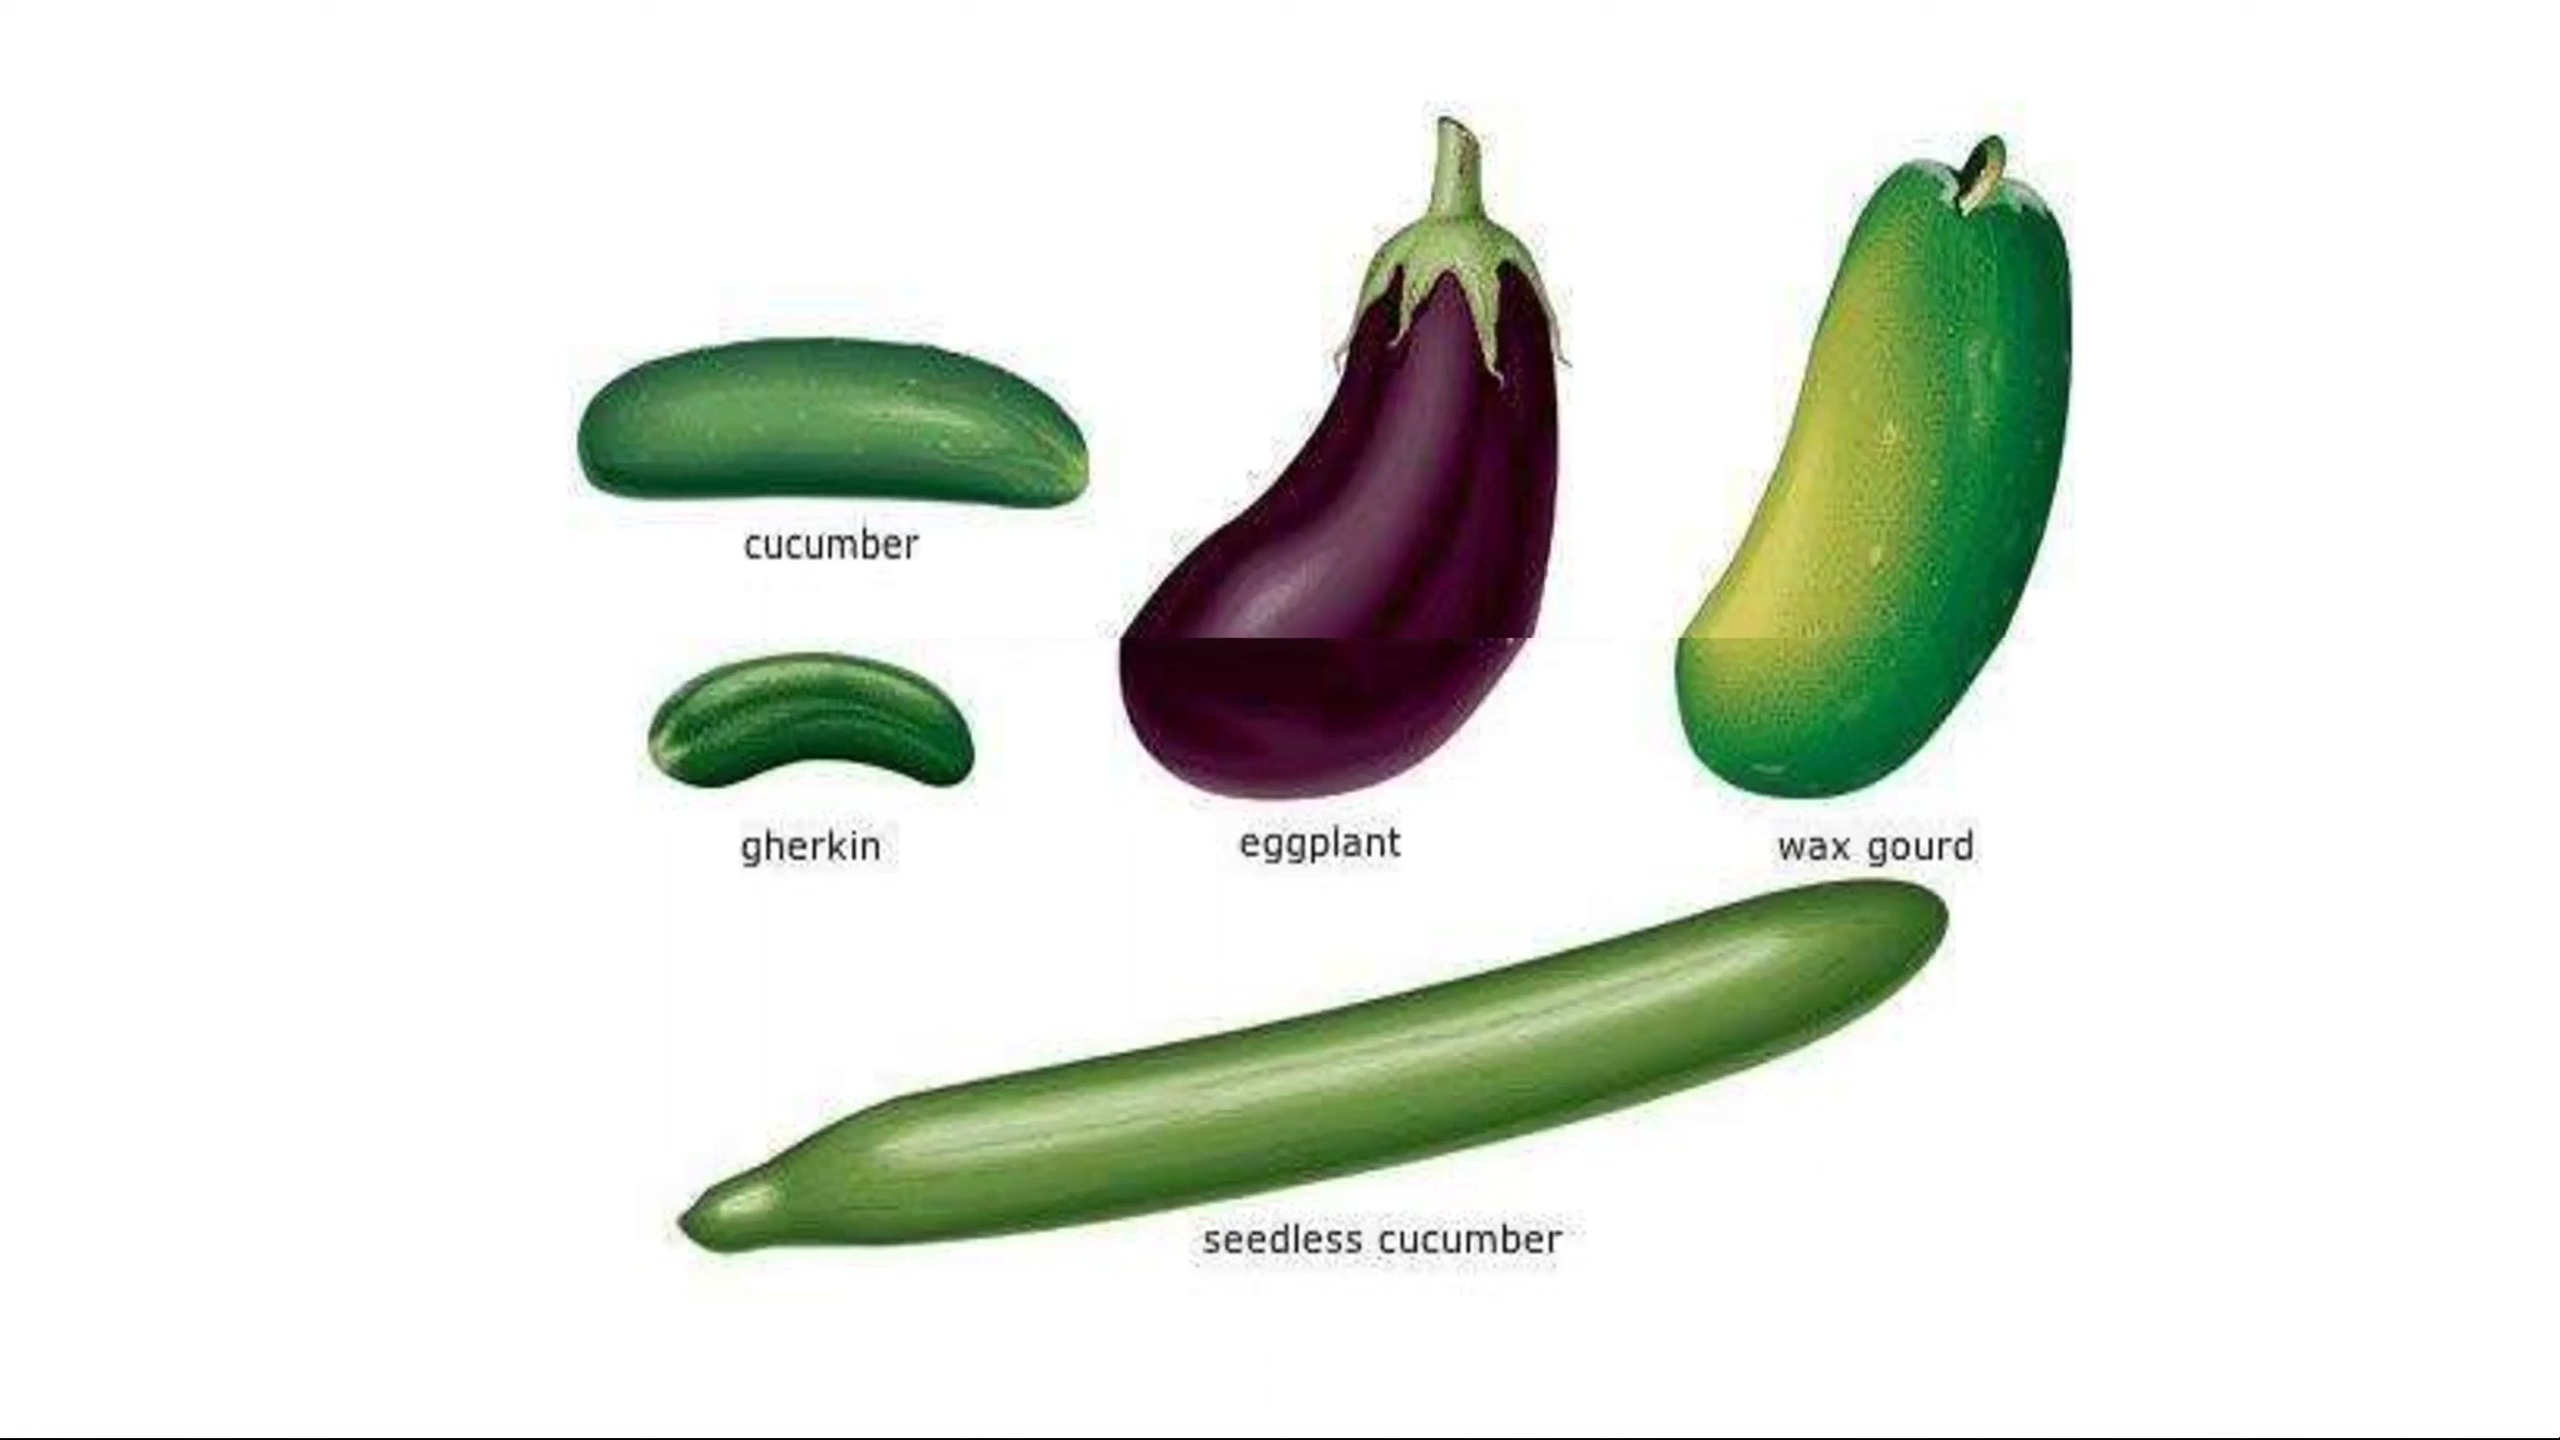 cucumber
gherkin
eggplant
wax gourd
seedless cucumber